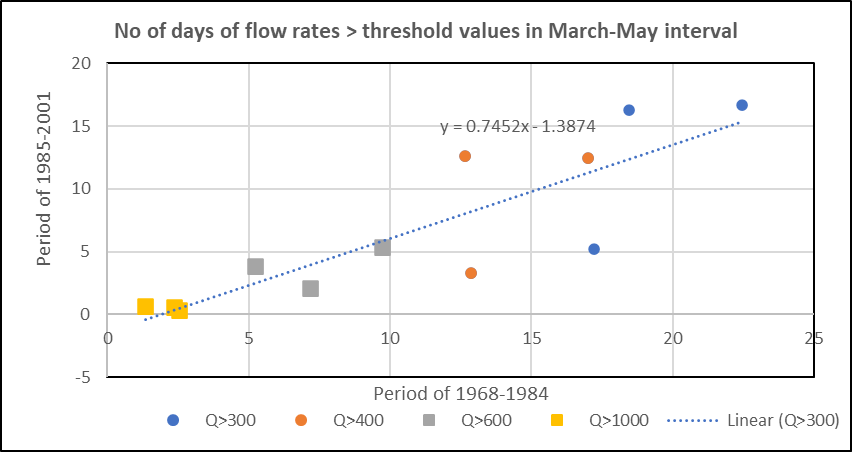 No of days of flow rates > threshold values in March-May interval
20
15
10
5
0
-5
Period of 1985-2001
y = 0.7452x - 1.3874
0 5 10 15 20 25
Period of 1968-1984
Q>300 Q>400 Q>600 Q>1000 Linear (Q>300)